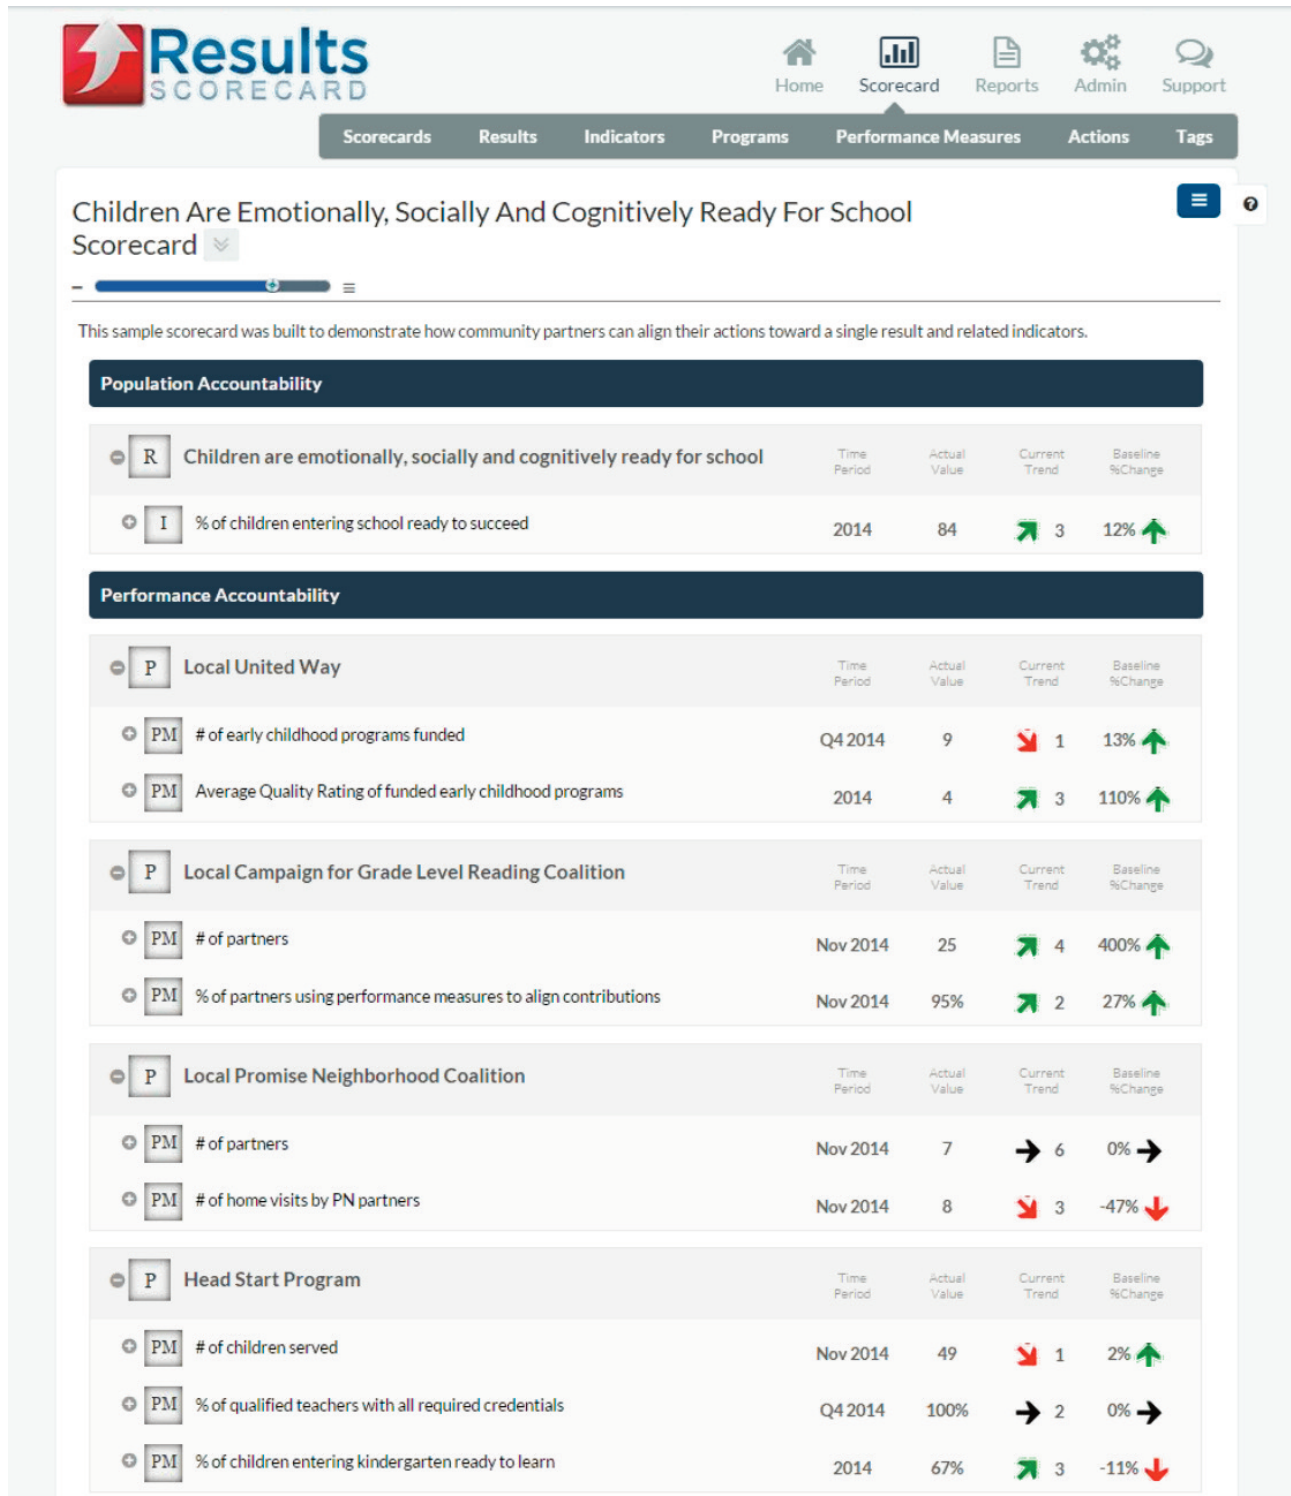 Results
SCORECARD
Home Scorecard Reports Admin Support
Scorecards Results Indicators Programs Performance Measures Actions Tags
Children Are Emotionally, Socially And Cognitively Ready For School
Scorecard
This sample scorecard was built to demonstrate how community partners can align their actions toward a single result and related indicators.
Population Accountability
R Children are emotionally, socially and cognitively ready for school Time Period Actual Value Current Trend Baseline %Change
I % of children entering school ready to succeed 2014 84 3 12%
Performance Accountability
P Local United Way Time Period Actual Value Current Trend Baseline %Change
PM # of early childhood programs funded Q4 2014 9 1 13%
PM Average Quality Rating of funded early childhood programs 2014 4 3 110%
P Local Campaign for Grade Level Reading Coalition Time Period Actual Value Current Trend Baseline %Change
PM # of partners Nov 2014 25 4 400%
PM % of partners using performance measures to align contributions Nov 2014 95% 2 27%
P Local Promise Neighborhood Coalition Time Period Actual Value Current Trend Baseline %Change
PM # of partners Nov 2014 7 6 0%
PM # of home visits by PN partners Nov 2014 8 3 -47%
P Head Start Program Time Period Actual Value Current Trend Baseline %Change
PM # of children served Nov 2014 49 1 2%
PM % of qualified teachers with all required credentials Q4 2014 100% 2 0%
PM % of children entering kindergarten ready to learn 2014 67% 3 -11%